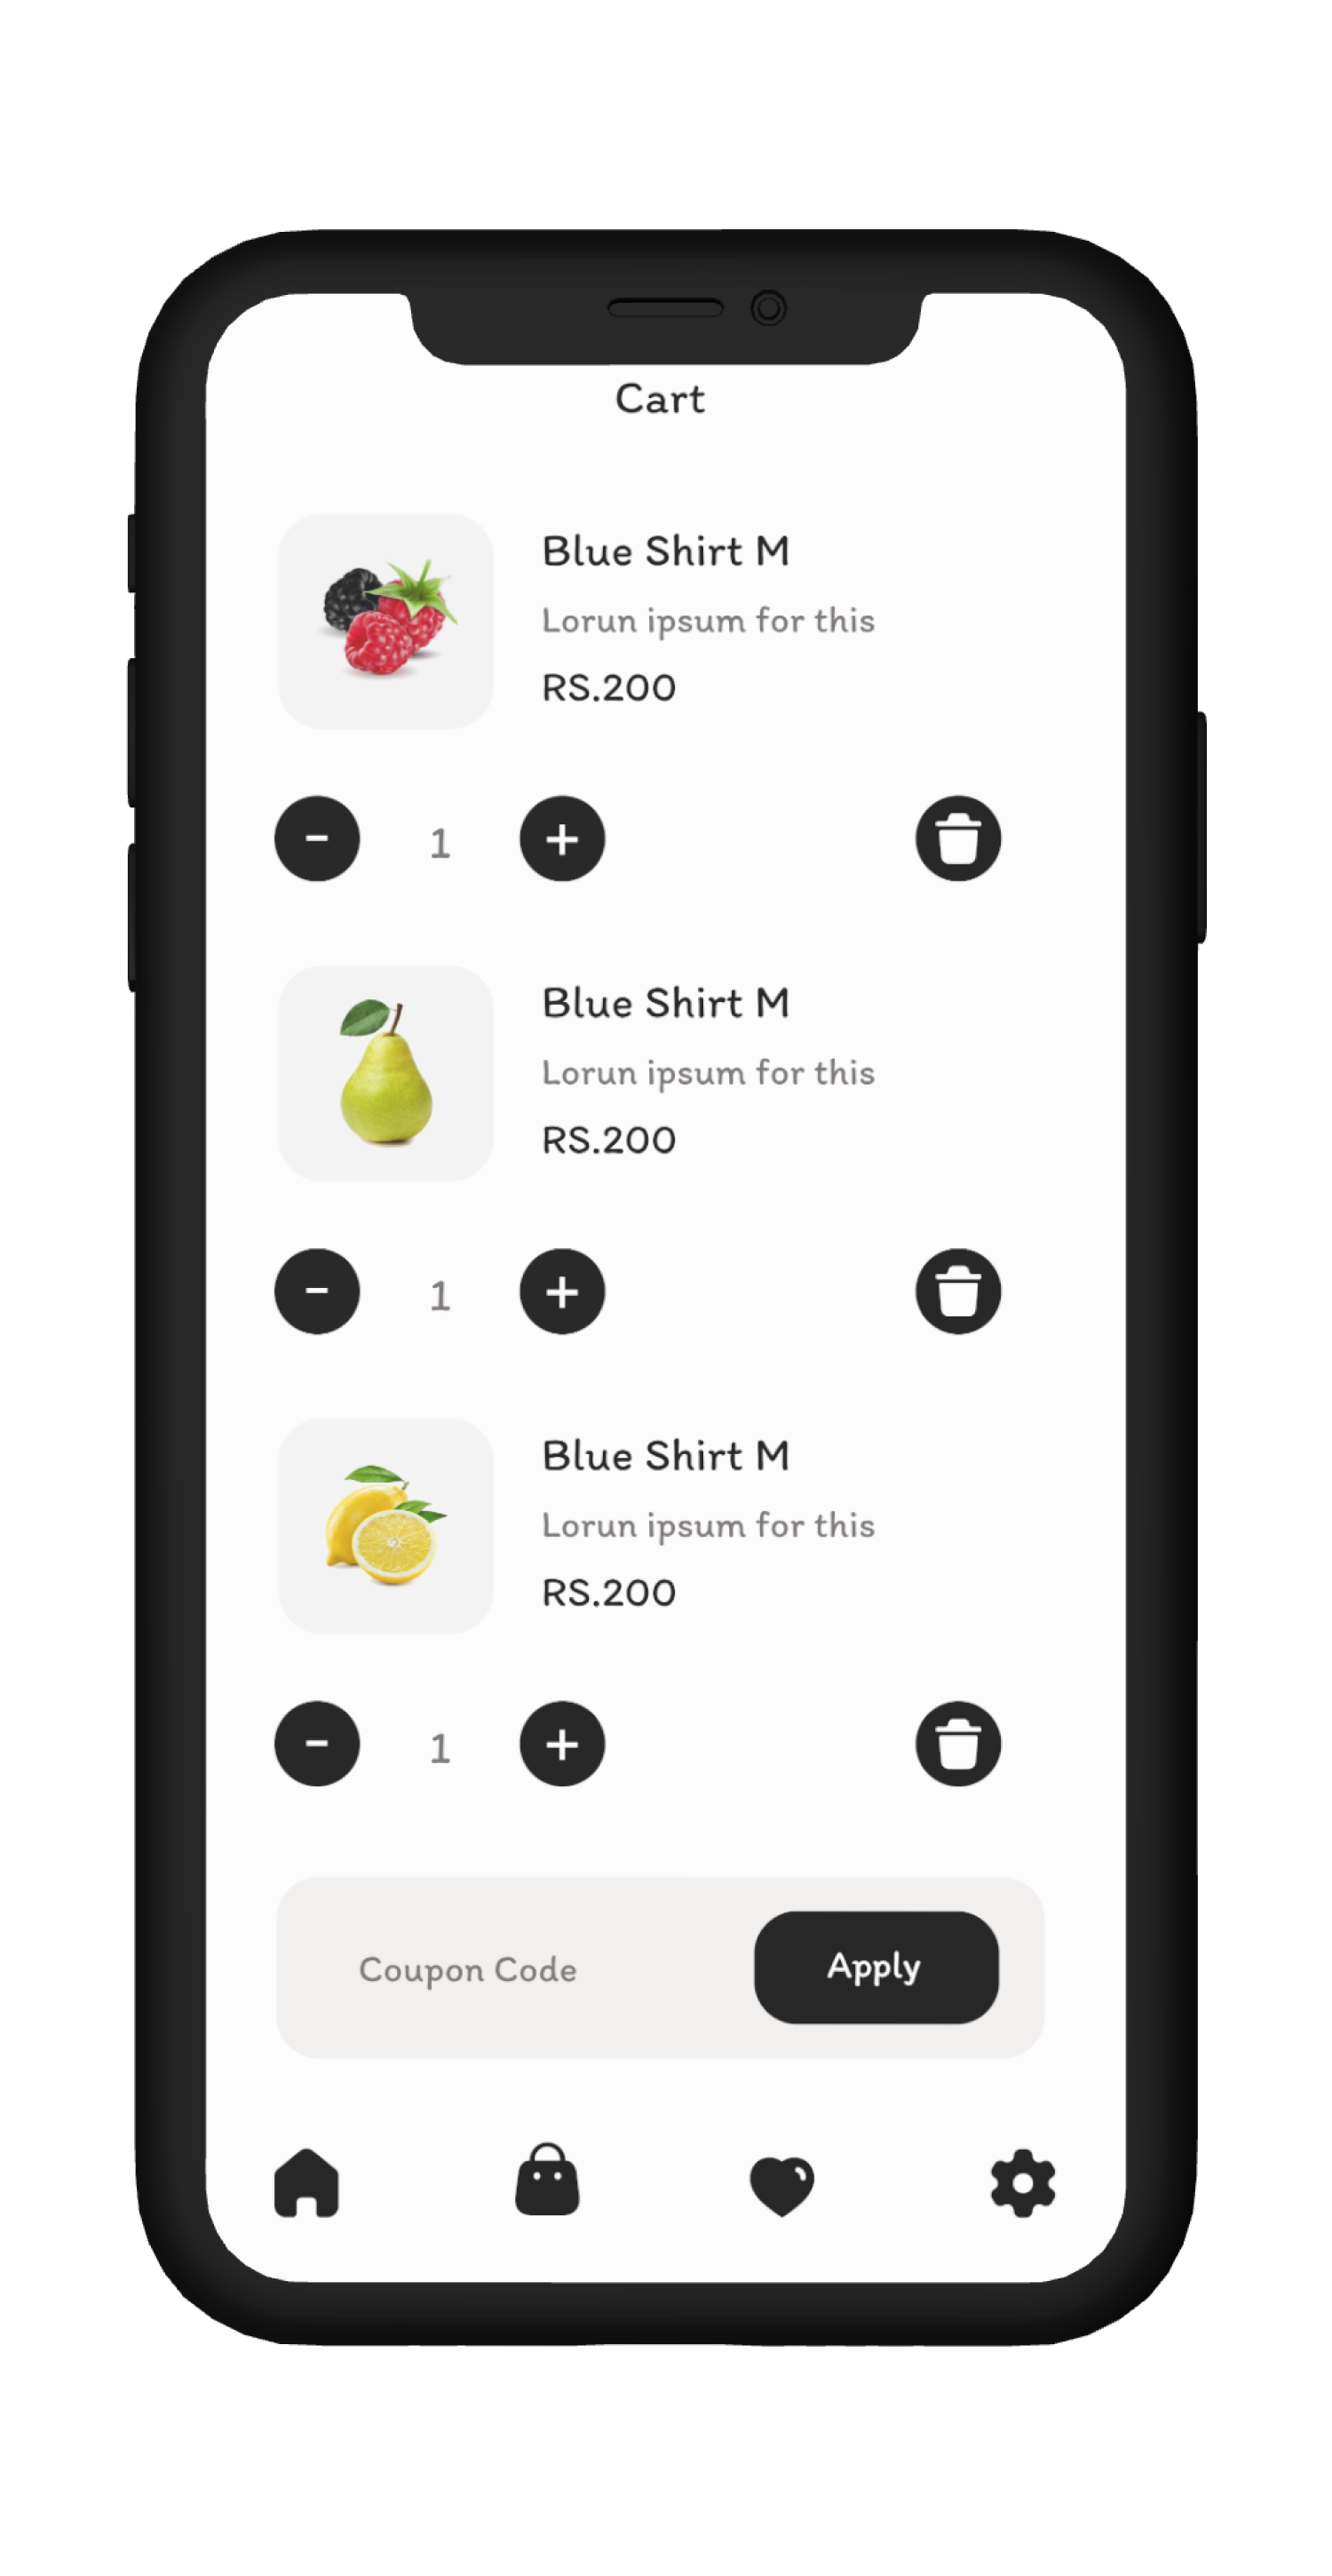 Cart
Blue Shirt M
Lorun ipsum for this
RS.200
- 1 +
Blue Shirt M
Lorun ipsum for this
RS.200
- 1 +
Blue Shirt M
Lorun ipsum for this
RS.200
- 1 +
Coupon Code Apply